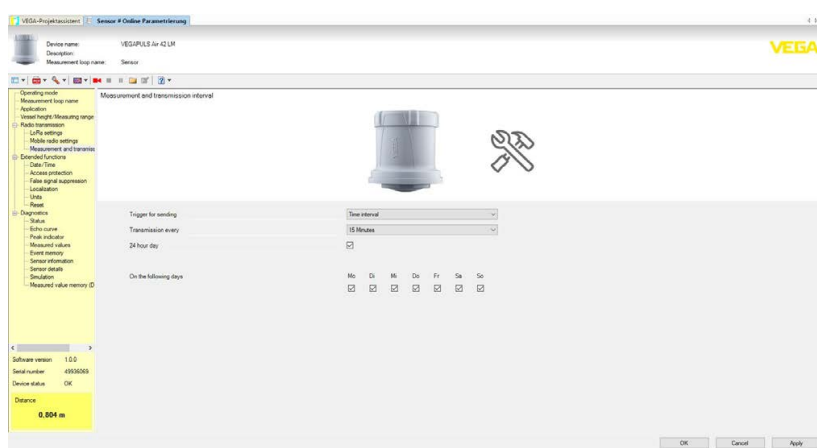 VEGA-Projektassistent
Sensor # Online Parametrierung
Device name: VEGAPULS Air 42 LM
Description:
Measurement loop name: Sensor
VEGA
Operating mode
Measurement loop name
Application
Vessel height/Measuring range
Radio transmission
LoRa settings
Mobile radio settings
Measurement and transmiss
Extended functions
Date/Time
Access protection
False signal suppression
Localization
Units
Reset
Diagnostics
Status
Echo curve
Peak indicator
Measured values
Event memory
Sensor information
Sensor details
Simulation
Measured value memory (D
Measurement and transmission interval
Trigger for sending Time interval
Transmission every 15 Minutes
24 hour day
On the following days Mo Di Mi Do Fr Sa So
Software version 1.0.0
Serial number 49936069
Device status OK
Distance
0,804 m
OK Cancel Apply